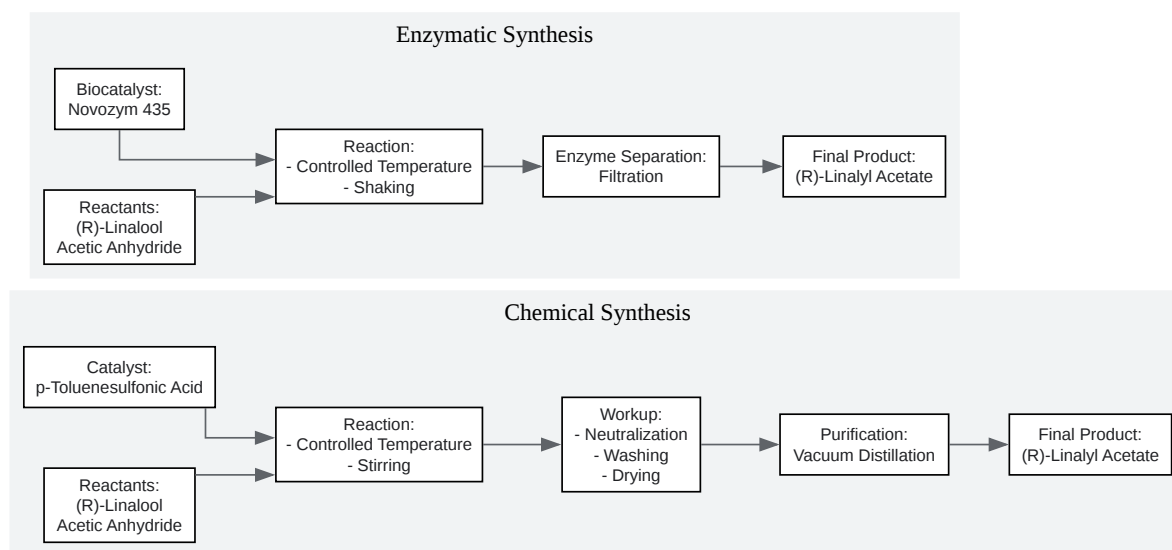 Enzymatic Synthesis
Biocatalyst:
Novozym 435
Reactants:
(R)-Linalool
Acetic Anhydride
Reaction:
- Controlled Temperature
- Shaking
Enzyme Separation:
Filtration
Final Product:
(R)-Linalyl Acetate
Chemical Synthesis
Catalyst:
p-Toluenesulfonic Acid
Reactants:
(R)-Linalool
Acetic Anhydride
Reaction:
- Controlled Temperature
- Stirring
Workup:
- Neutralization
- Washing
- Drying
Purification:
Vacuum Distillation
Final Product:
(R)-Linalyl Acetate